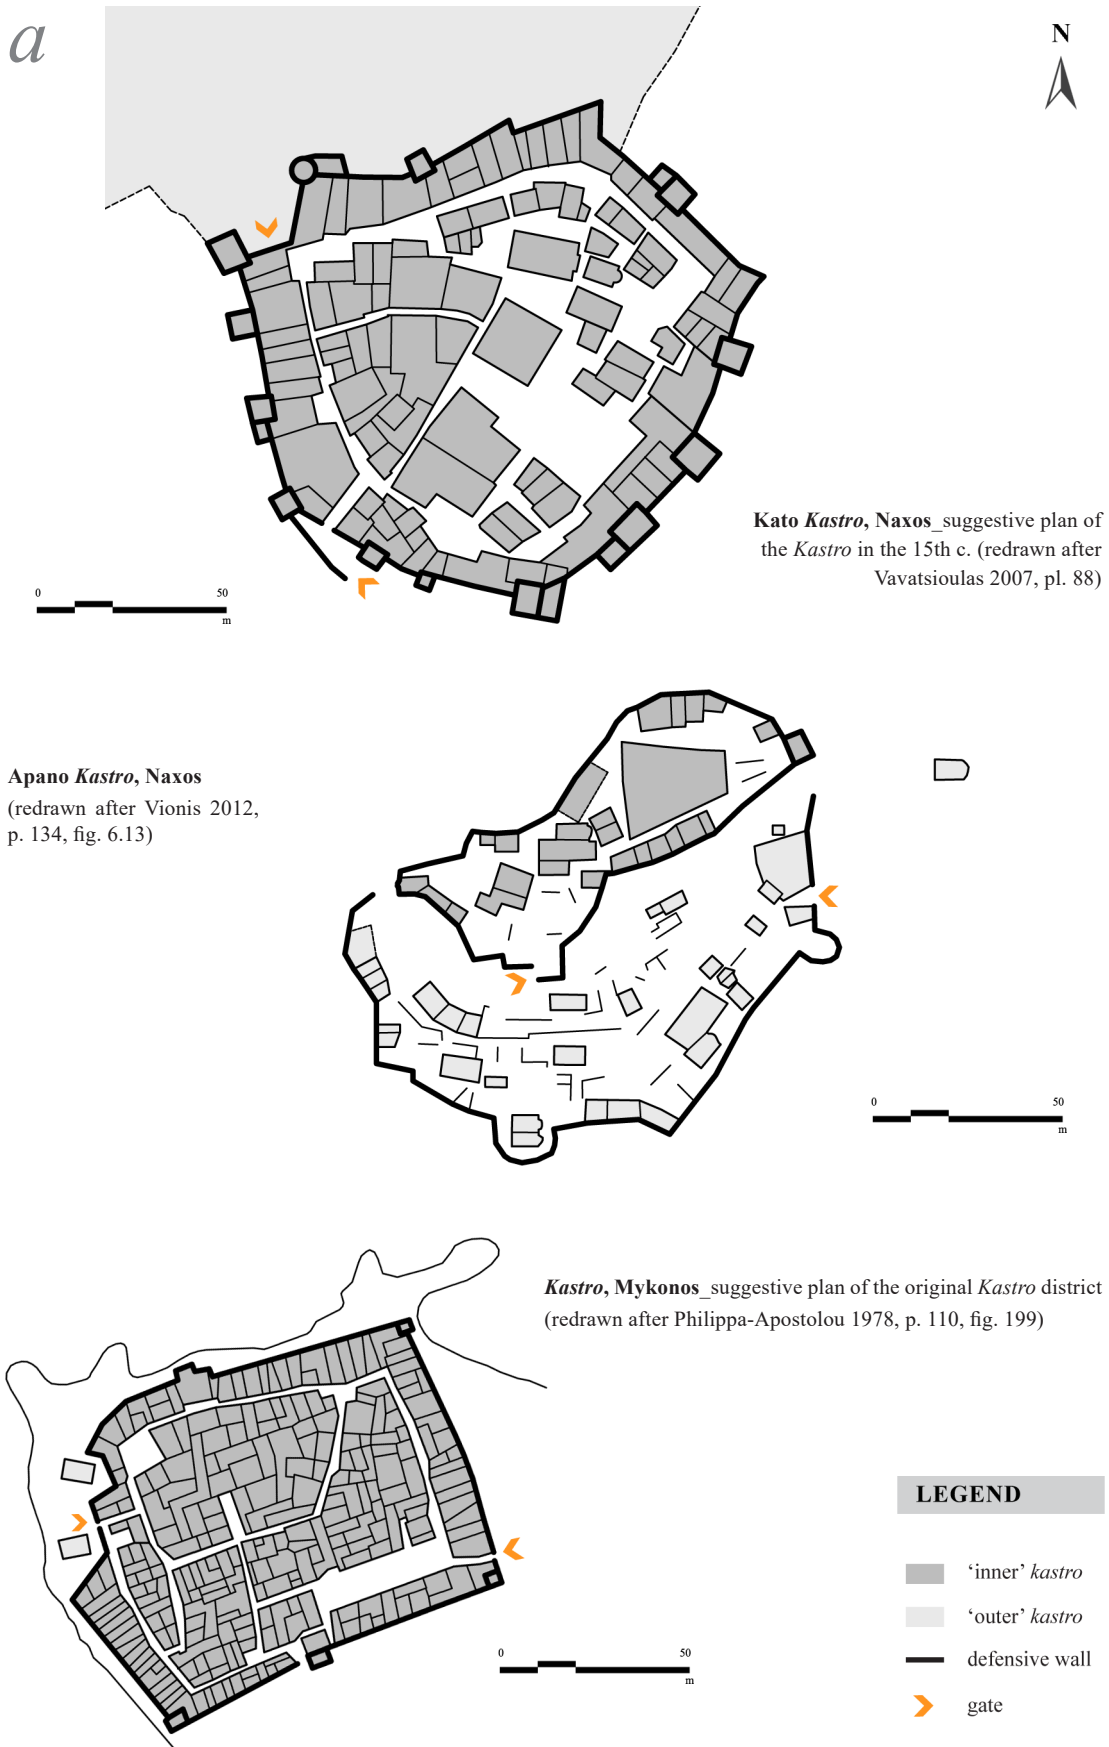 a
N
Kato Kastro, Naxos_suggestive plan of
the Kastro in the 15th c. (redrawn after
Vavatsioulas 2007, pl. 88)
0 50
m
Apano Kastro, Naxos
(redrawn after Vionis 2012,
p. 134, fig. 6.13)
0 50
m
Kastro, Mykonos_suggestive plan of the original Kastro district
(redrawn after Philippa-Apostolou 1978, p. 110, fig. 199)
0 50
m
LEGEND
‘inner’ kastro
‘outer’ kastro
defensive wall
gate